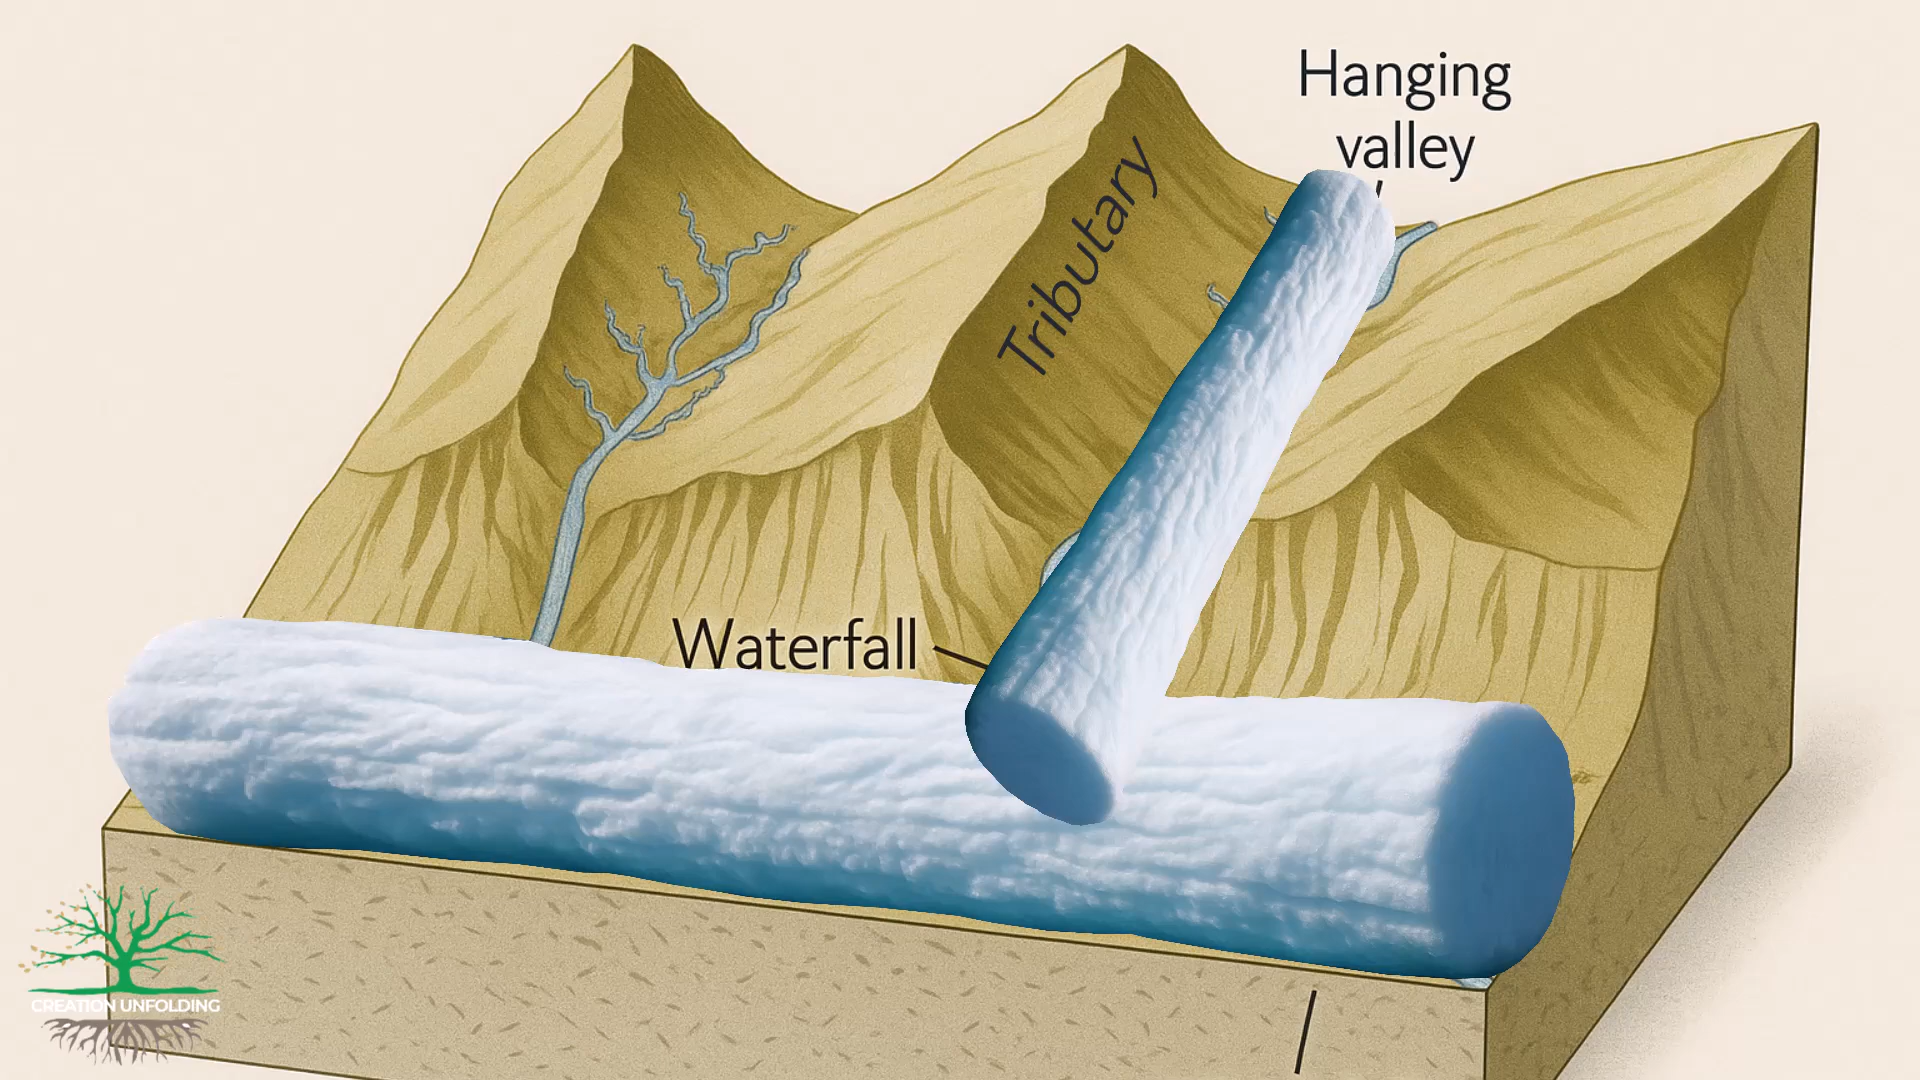 Hanging
valley
Tributary
Waterfall
CREATION UNFOLDING